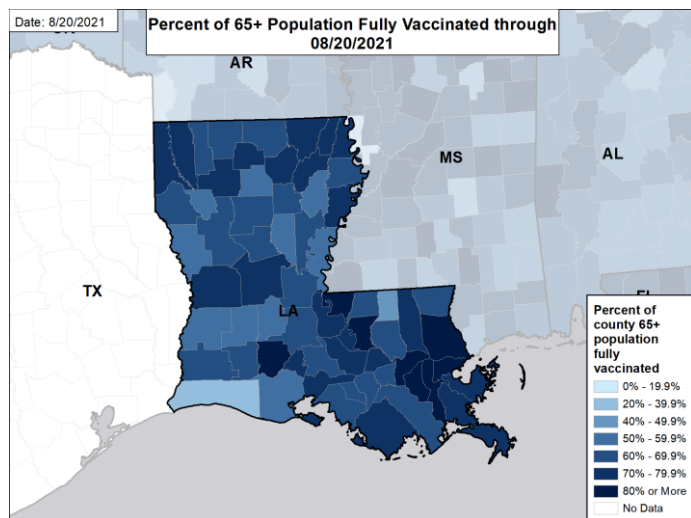 Date: 8/20/2021
Percent of 65+ Population Fully Vaccinated through
08/20/2021
AR
MS
AL
TX
LA
Percent of
county 65+
population
fully
vaccinated
0% - 19.9%
20% - 39.9%
40% - 49.9%
50% - 59.9%
60% - 69.9%
70% - 79.9%
80% or More
No Data